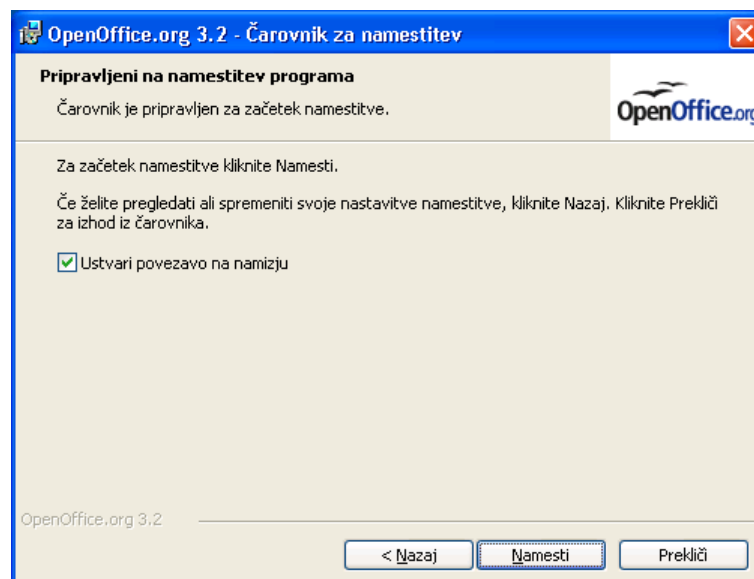 OpenOffice.org 3.2 - Čarovnik za namestitev
Pripravljeni na namestitev programa
Čarovnik je pripravljen za začetek namestitve.
OpenOffice.org
Za začetek namestitve kliknite Namesti.
Če želite pregledati ali spremeniti svoje nastavitve namestitve, kliknite Nazaj. Kliknite Prekliči
za izhod iz čarovnika.
Ustvari povezavo na namizju
OpenOffice.org 3.2
< Nazaj
Namesti
Prekliči